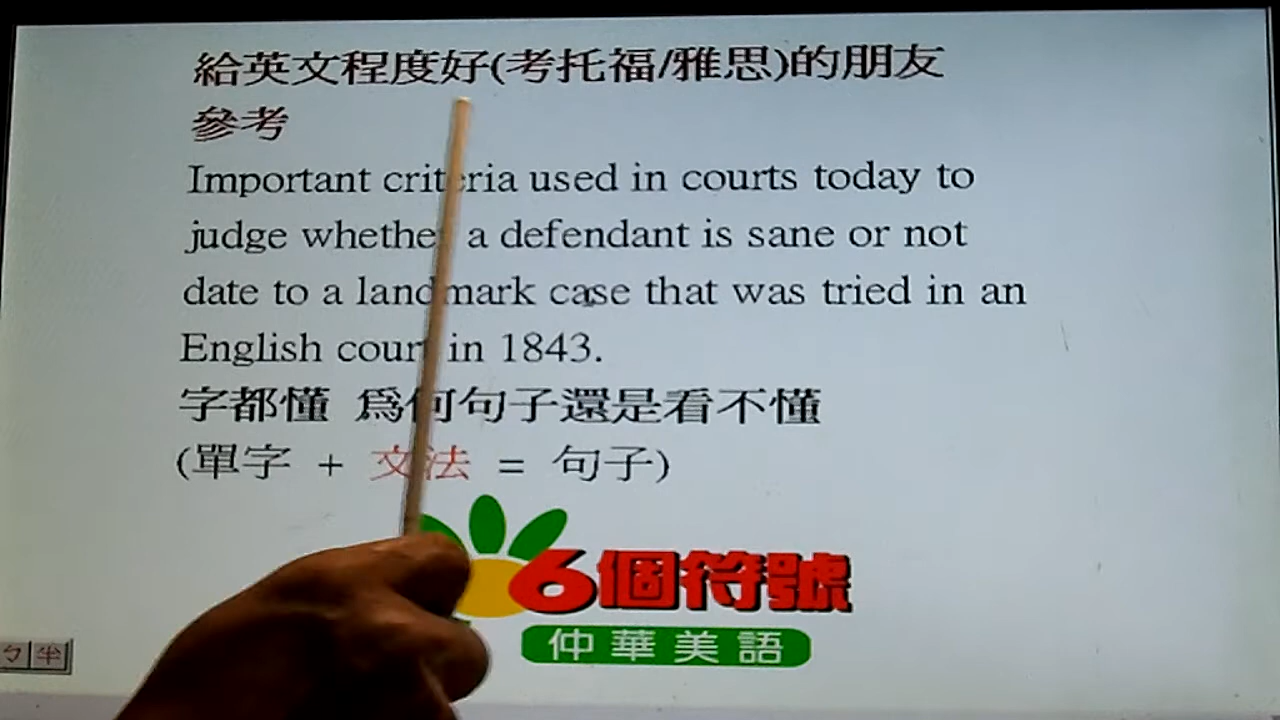 給英文程度好(考托福/雅思)的朋友
參考
Important criteria used in courts today to
judge whether a defendant is sane or not
date to a landmark case that was tried in an
English court in 1843.
字都懂 爲何句子還是看不懂
(單字 + 文法 = 句子)
6個符號
仲華美語
ㄅ半